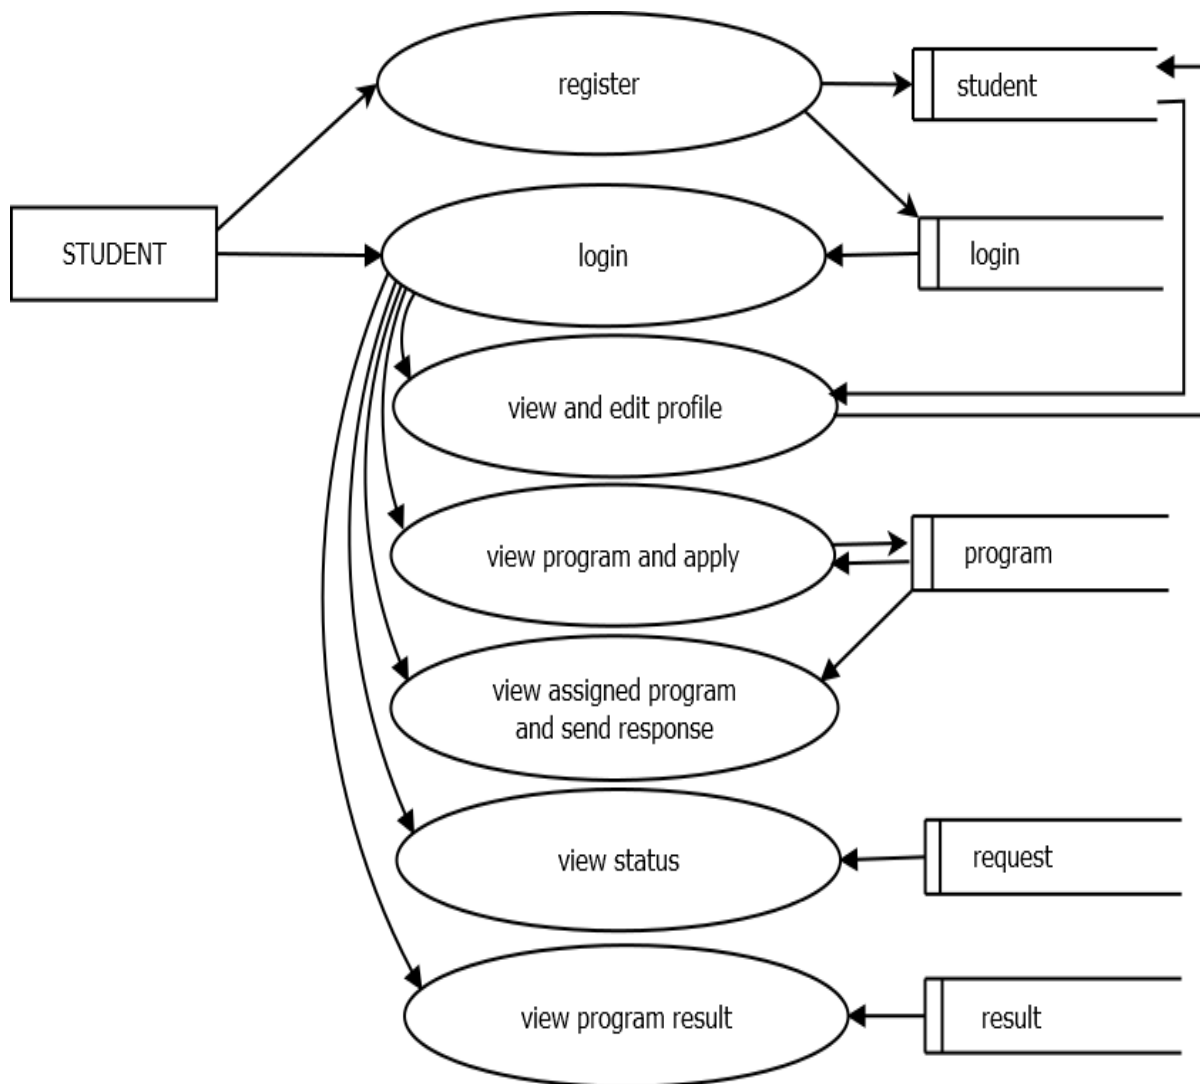 register
student
STUDENT
login
login
view and edit profile
view program and apply
program
view assigned program
and send response
view status
request
view program result
result